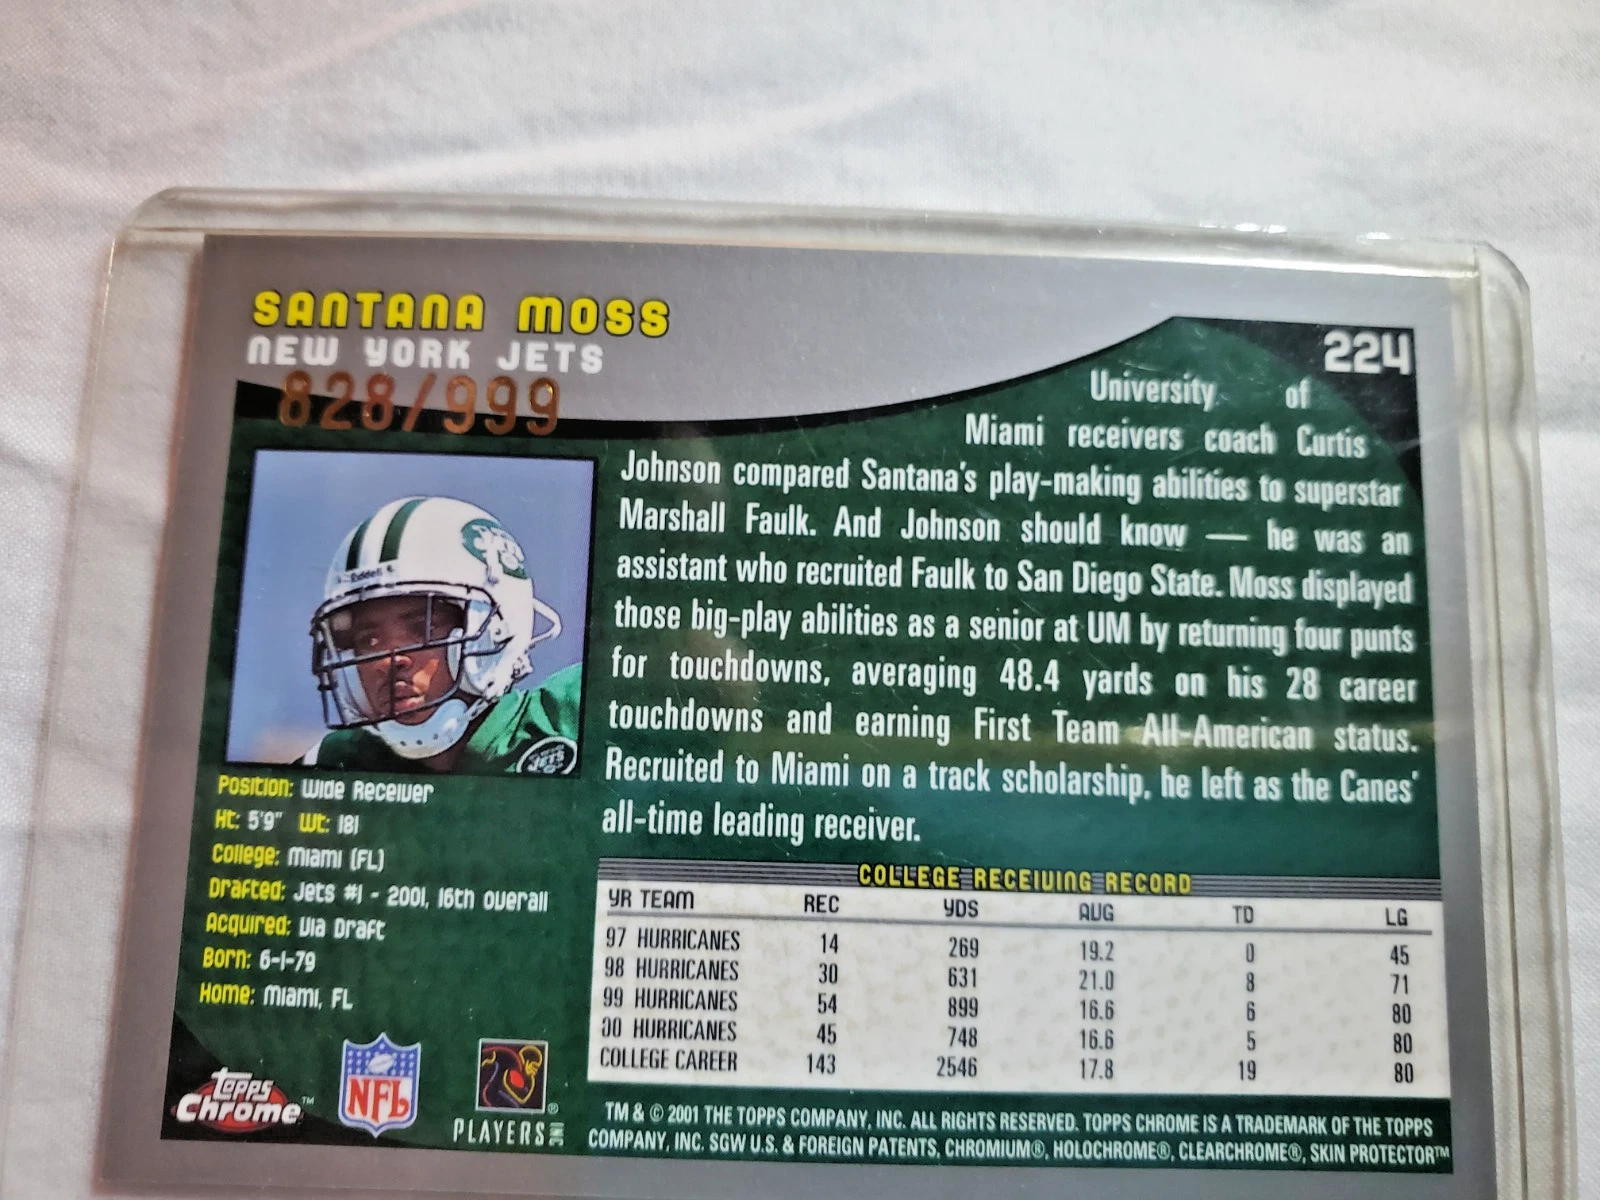 SANTANA MOSS
NEW YORK JETS
828/999
224
University of
Miami receivers coach Curtis
Johnson compared Santana's play-making abilities to superstar
Marshall Faulk. And Johnson should know — he was an
assistant who recruited Faulk to San Diego State. Moss displayed
those big-play abilities as a senior at UM by returning four punts
for touchdowns, averaging 48.4 yards on his 28 career
touchdowns and earning First Team All-American status.
Recruited to Miami on a track scholarship, he left as the Canes'
all-time leading receiver.
Riddell
JETS
Position: Wide Receiver
Ht: 5'9" Wt: 181
College: Miami (FL)
Drafted: Jets #1 - 2001, 16th overall
Acquired: Via Draft
Born: 6-1-79
Home: Miami, FL
COLLEGE RECEIVING RECORD
YR TEAM REC YDS AVG TD LG
97 HURRICANES 14 269 19.2 0 45
98 HURRICANES 30 631 21.0 8 71
99 HURRICANES 54 899 16.6 6 80
00 HURRICANES 45 748 16.6 5 80
COLLEGE CAREER 143 2546 17.8 19 80
Topps Chrome™
NFL
PLAYERS INC ®
TM & © 2001 THE TOPPS COMPANY, INC. ALL RIGHTS RESERVED. TOPPS CHROME IS A TRADEMARK OF THE TOPPS
COMPANY, INC. SGW U.S. & FOREIGN PATENTS, CHROMIUM®, HOLOCHROME®, CLEARCHROME®, SKIN PROTECTOR™